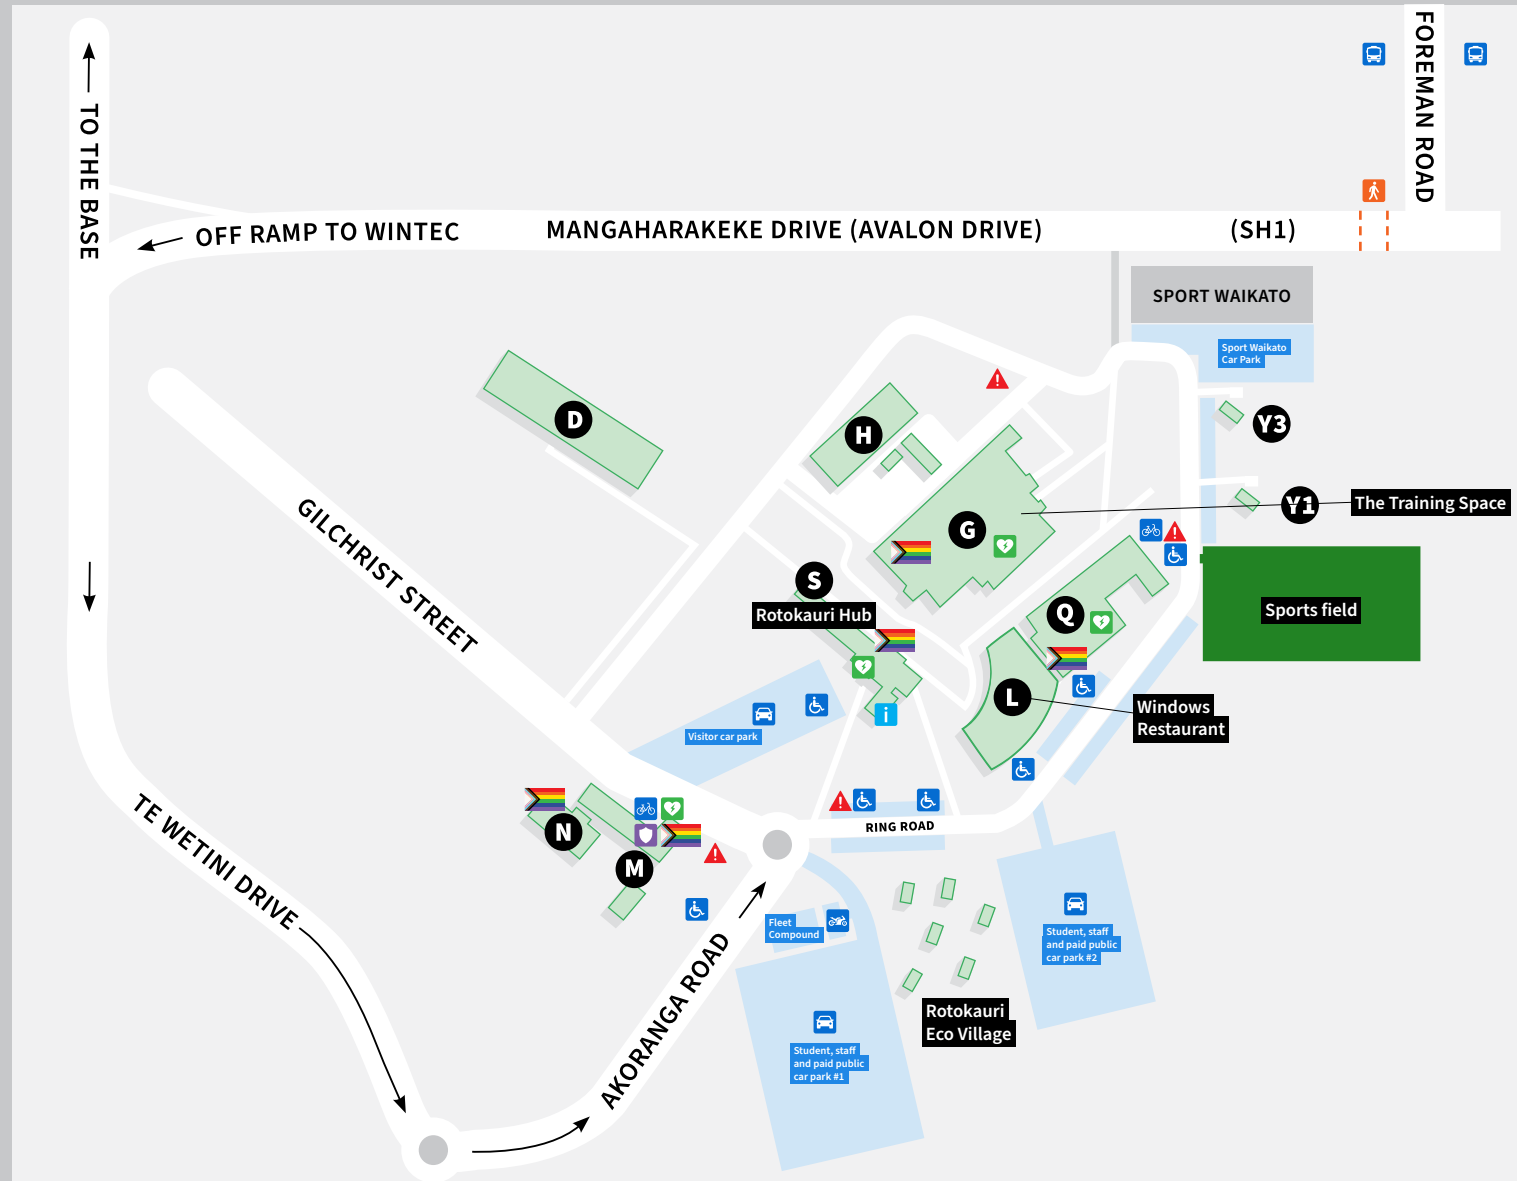 FOREMAN ROAD
TO THE BASE
OFF RAMP TO WINTEC
MANGAHARAKEKE DRIVE (AVALON DRIVE)
(SH1)
SPORT WAIKATO
Sport Waikato
Car Park
D
H
Y3
G
Y1
The Training Space
GILCHRIST STREET
S
Rotokauri Hub
Q
Sports field
L
Windows
Restaurant
Visitor car park
i
N
M
RING ROAD
TE WETINI DRIVE
AKORANGA ROAD
Fleet
Compound
Student, staff
and paid public
car park #2
Rotokauri
Eco Village
Student, staff
and paid public
car park #1